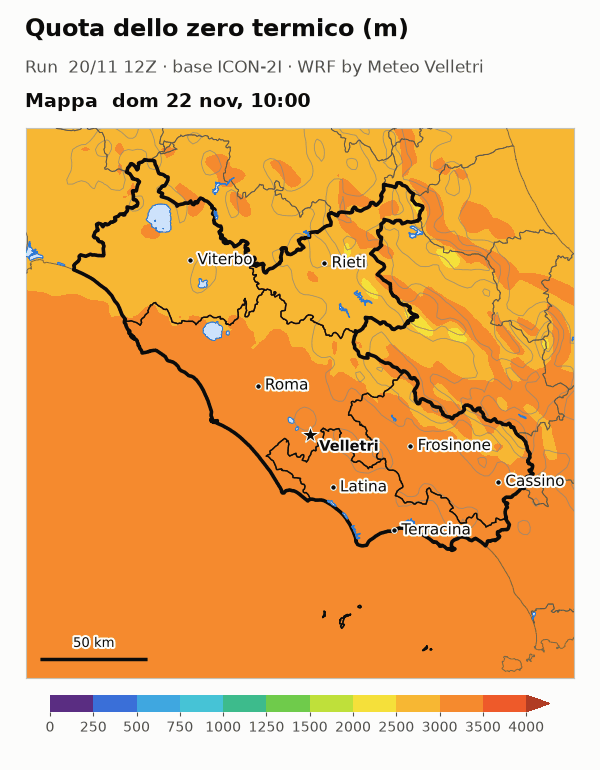 Quota dello zero termico (m)
Run  20/11 12Z · base ICON-2I · WRF by Meteo Velletri
Mappa  dom 22 nov, 10:00
Viterbo
Rieti
Roma
Velletri
Frosinone
Latina
Cassino
Terracina
50 km
0 250 500 750 1000 1250 1500 2000 2500 3000 3500 4000